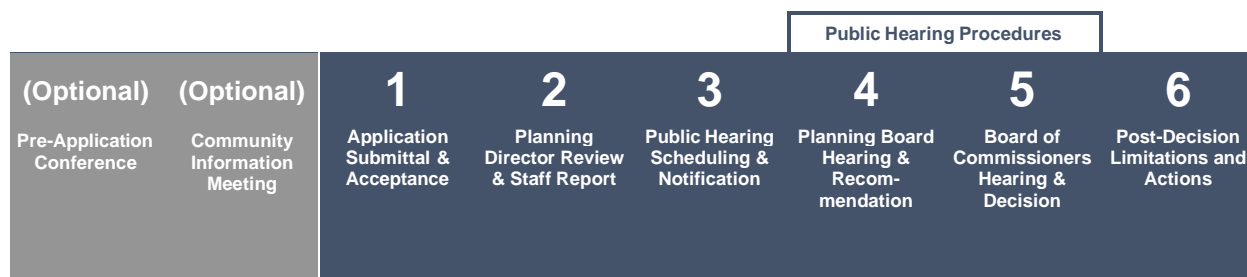 Public Hearing Procedures
(Optional)
Pre-Application
Conference
(Optional)
Community
Information
Meeting
1
Application
Submittal &
Acceptance
2
Planning
Director Review
& Staff Report
3
Public Hearing
Scheduling &
Notification
4
Planning Board
Hearing &
Recom-
mendation
5
Board of
Commissioners
Hearing &
Decision
6
Post-Decision
Limitations and
Actions